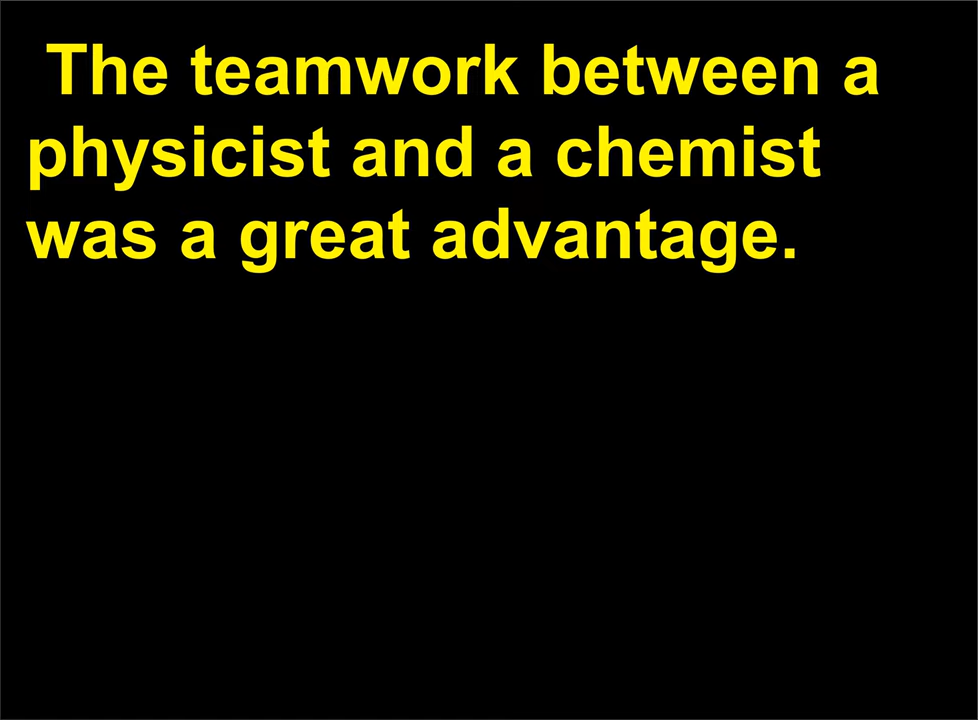 The teamwork between a
physicist and a chemist
was a great advantage.